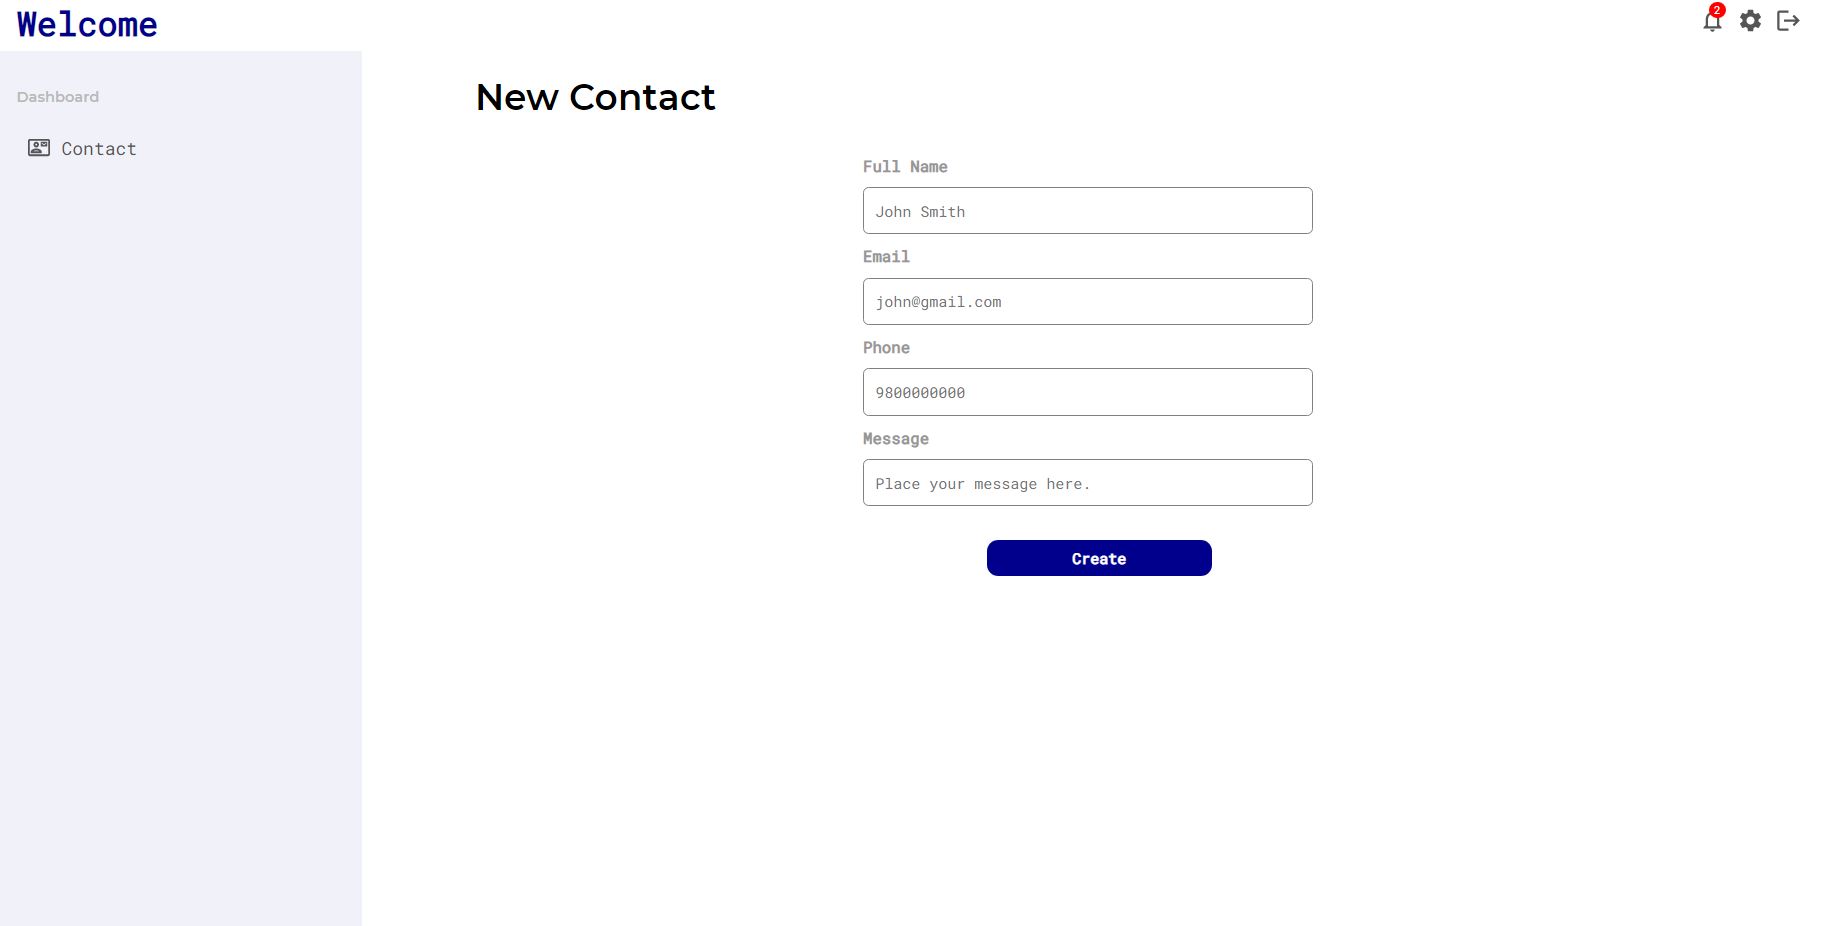 Welcome
2
Dashboard
Contact
New Contact
Full Name
John Smith
Email
john@gmail.com
Phone
9800000000
Message
Place your message here.
Create